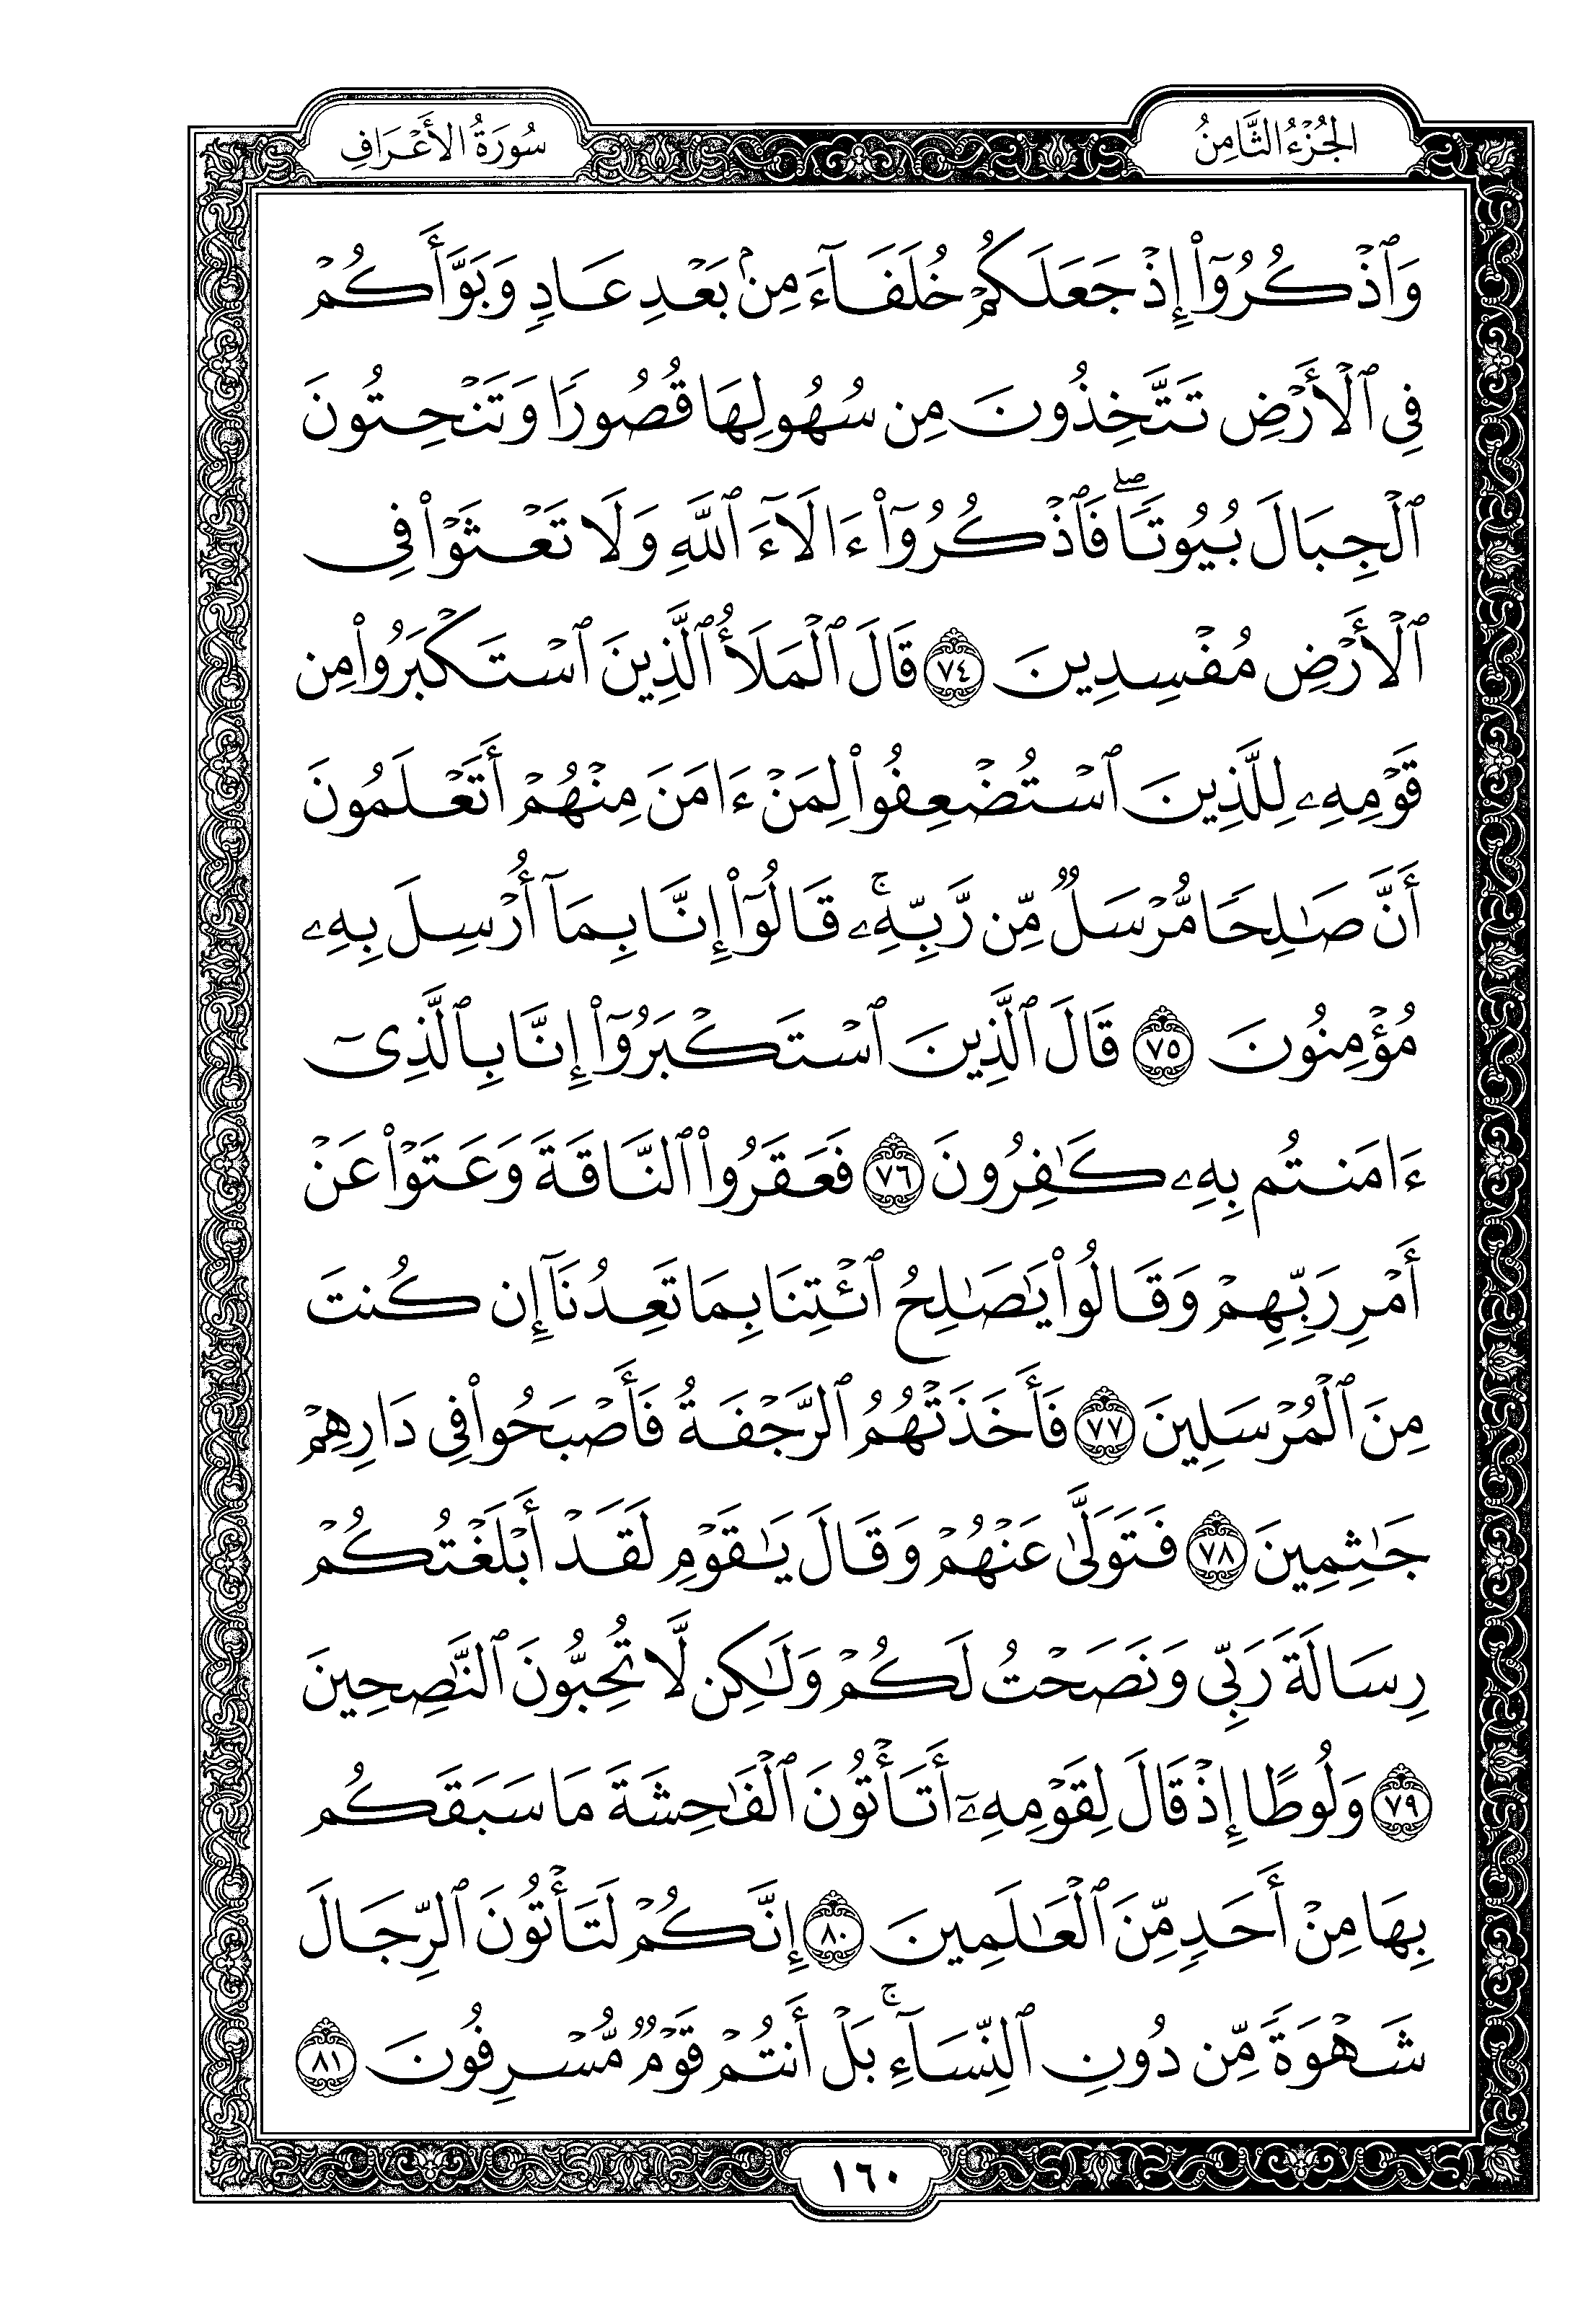 الجُزْءُ الثَّامِنُ
سُورَةُ الأَعْرَافِ
وَٱذْكُرُوٓا۟ إِذْ جَعَلَكُمْ خُلَفَآءَ مِنۢ بَعْدِ عَادٍ وَبَوَّأَكُمْ
فِى ٱلْأَرْضِ تَتَّخِذُونَ مِن سُهُولِهَا قُصُورًا وَتَنْحِتُونَ
ٱلْجِبَالَ بُيُوتًا ۖ فَٱذْكُرُوٓا۟ ءَالَآءَ ٱللَّهِ وَلَا تَعْثَوْا۟ فِى
ٱلْأَرْضِ مُفْسِدِينَ ٧٤ قَالَ ٱلْمَلَأُ ٱلَّذِينَ ٱسْتَكْبَرُوا۟ مِن
قَوْمِهِۦ لِلَّذِينَ ٱسْتُضْعِفُوا۟ لِمَنْ ءَامَنَ مِنْهُمْ أَتَعْلَمُونَ
أَنَّ صَـٰلِحًا مُّرْسَلٌ مِّن رَّبِّهِۦ ۚ قَالُوٓا۟ إِنَّا بِمَآ أُرْسِلَ بِهِۦ
مُؤْمِنُونَ ٧٥ قَالَ ٱلَّذِينَ ٱسْتَكْبَرُوٓا۟ إِنَّا بِٱلَّذِىٓ
ءَامَنتُم بِهِۦ كَـٰفِرُونَ ٧٦ فَعَقَرُوا۟ ٱلنَّاقَةَ وَعَتَوْا۟ عَنْ
أَمْرِ رَبِّهِمْ وَقَالُوا۟ يَـٰصَـٰلِحُ ٱئْتِنَا بِمَا تَعِدُنَآ إِن كُنتَ
مِنَ ٱلْمُرْسَلِينَ ٧٧ فَأَخَذَتْهُمُ ٱلرَّجْفَةُ فَأَصْبَحُوا۟ فِى دَارِهِمْ
جَـٰثِمِينَ ٧٨ فَتَوَلَّىٰ عَنْهُمْ وَقَالَ يَـٰقَوْمِ لَقَدْ أَبْلَغْتُكُمْ
رِسَالَةَ رَبِّى وَنَصَحْتُ لَكُمْ وَلَـٰكِن لَّا تُحِبُّونَ ٱلنَّـٰصِحِينَ
٧٩ وَلُوطًا إِذْ قَالَ لِقَوْمِهِۦٓ أَتَأْتُونَ ٱلْفَـٰحِشَةَ مَا سَبَقَكُم
بِهَا مِنْ أَحَدٍ مِّنَ ٱلْعَـٰلَمِينَ ٨٠ إِنَّكُمْ لَتَأْتُونَ ٱلرِّجَالَ
شَهْوَةً مِّن دُونِ ٱلنِّسَآءِ ۚ بَلْ أَنتُمْ قَوْمٌ مُّسْرِفُونَ ٨١
١٦٠